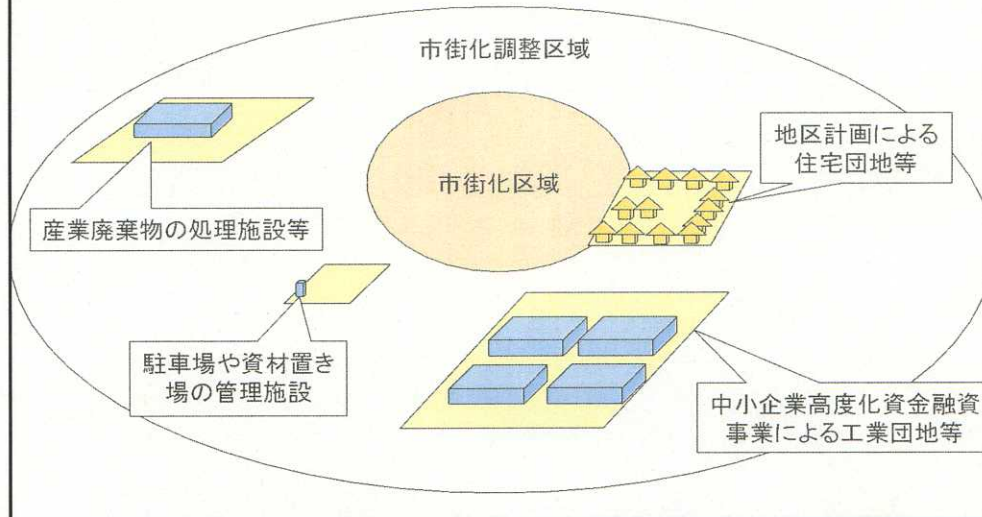 市街化調整区域
市街化区域
地区計画による
住宅団地等
産業廃棄物の処理施設等
駐車場や資材置き
場の管理施設
中小企業高度化資金融資
事業による工業団地等